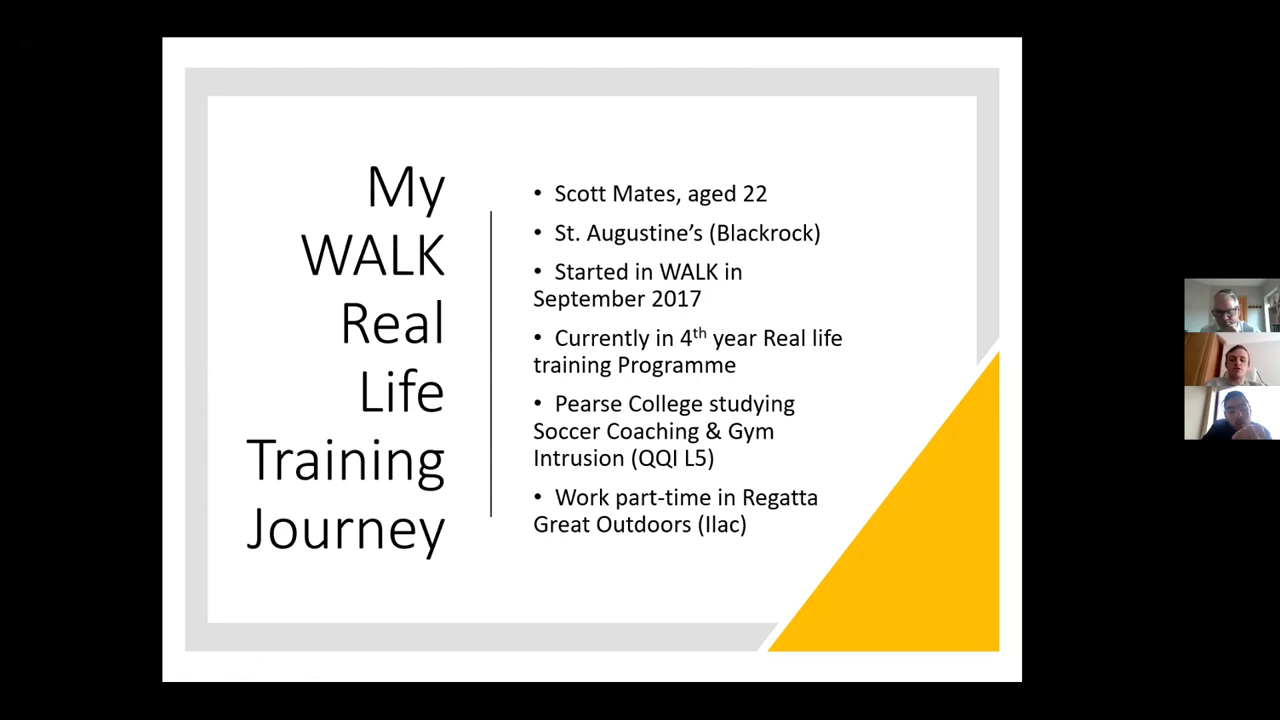 My
WALK
Real
Life
Training
Journey
• Scott Mates, aged 22
• St. Augustine’s (Blackrock)
• Started in WALK in
September 2017
• Currently in 4th year Real life
training Programme
• Pearse College studying
Soccer Coaching & Gym
Intrusion (QQI L5)
• Work part-time in Regatta
Great Outdoors (Ilac)